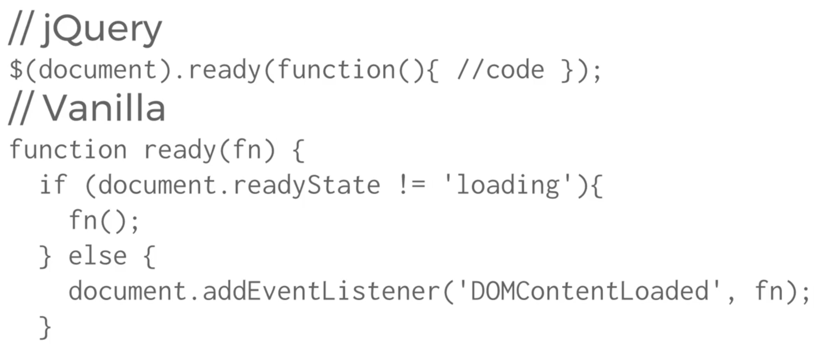 // jQuery
$(document).ready(function(){ //code });
// Vanilla
function ready(fn) {
  if (document.readyState != 'loading'){
    fn();
  } else {
    document.addEventListener('DOMContentLoaded', fn);
  }